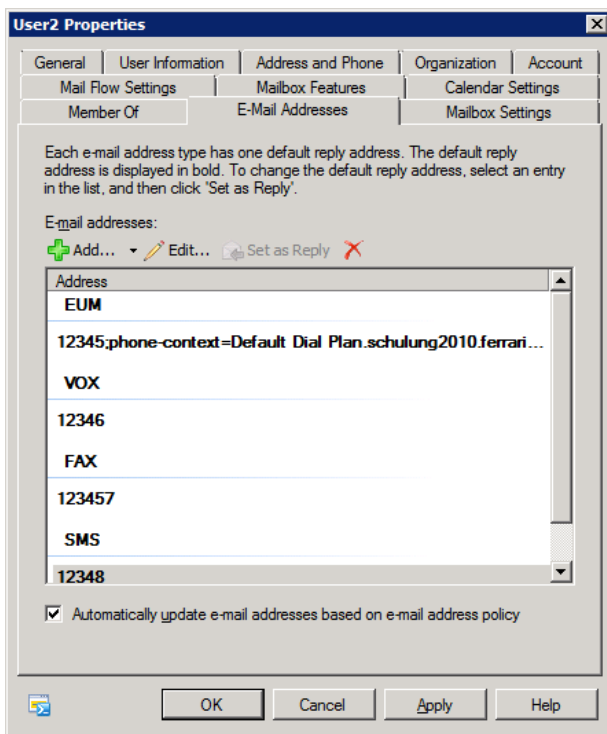 User2 Properties
General User Information Address and Phone Organization Account
Mail Flow Settings Mailbox Features Calendar Settings
Member Of E-Mail Addresses Mailbox Settings
Each e-mail address type has one default reply address. The default reply
address is displayed in bold. To change the default reply address, select an entry
in the list, and then click 'Set as Reply'.
E-mail addresses:
Add... Edit... Set as Reply
Address
EUM
12345;phone-context=Default Dial Plan.schulung2010.ferrari...
VOX
12346
FAX
123457
SMS
12348
Automatically update e-mail addresses based on e-mail address policy
OK Cancel Apply Help